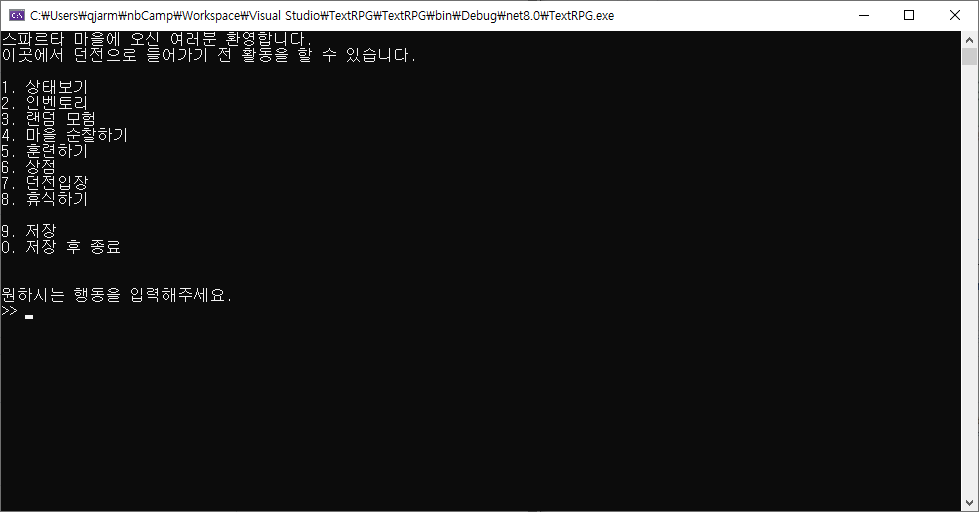 C:₩Users₩qjarm₩nbCamp₩Workspace₩Visual Studio₩TextRPG₩TextRPG₩bin₩Debug₩net8.0₩TextRPG.exe
스파르타 마을에 오신 여러분 환영합니다.
이곳에서 던전으로 들어가기 전 활동을 할 수 있습니다.
1. 상태보기
2. 인벤토리
3. 랜덤 모험
4. 마을 순찰하기
5. 훈련하기
6. 상점
7. 던전입장
8. 휴식하기
9. 저장
0. 저장 후 종료
원하시는 행동을 입력해주세요.
>>